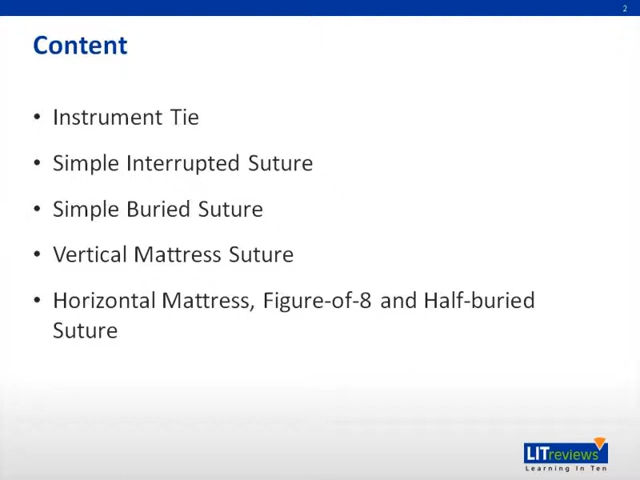 2
Content
• Instrument Tie
• Simple Interrupted Suture
• Simple Buried Suture
• Vertical Mattress Suture
• Horizontal Mattress, Figure-of-8 and Half-buried
Suture
LITreviews
Learning In Ten